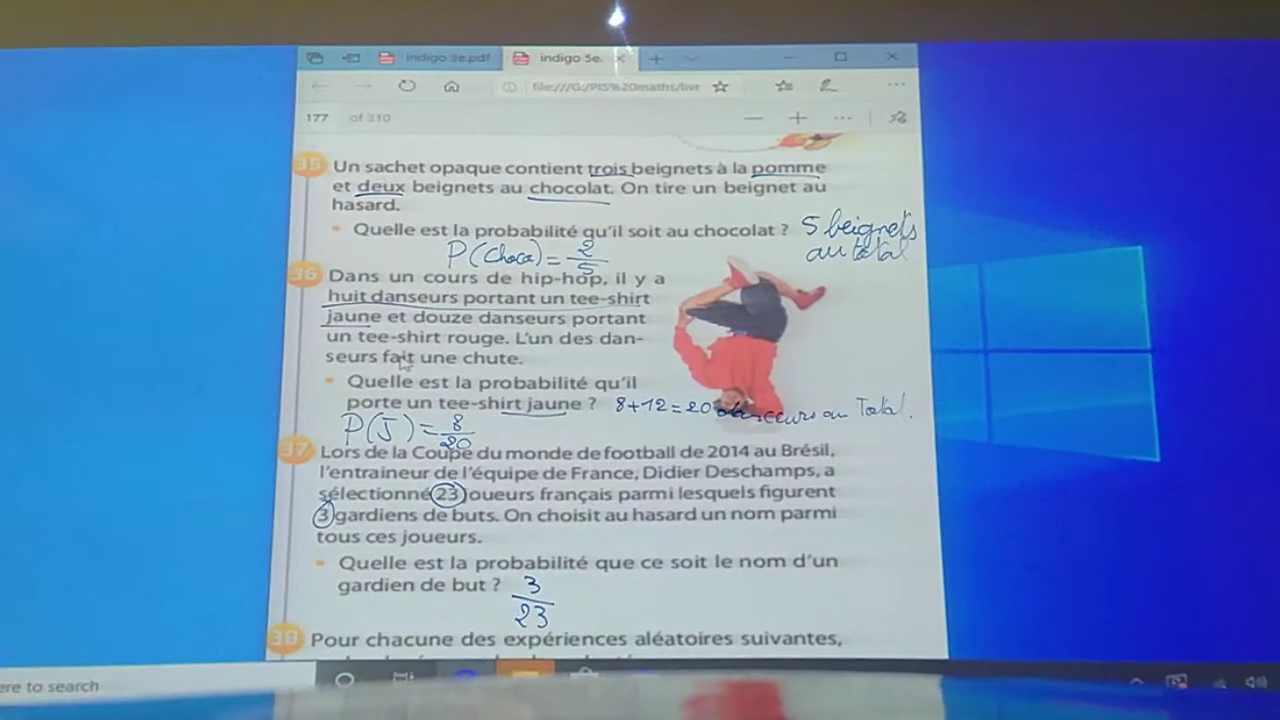 indigo 3e.pdf
indigo 5e.
file:///G:/PIS%20maths/livr
177 of 310
35 Un sachet opaque contient trois beignets à la pomme
et deux beignets au chocolat. On tire un beignet au
hasard.
• Quelle est la probabilité qu'il soit au chocolat ? 5 beignets
au total
P(choco) = 2/5
36 Dans un cours de hip-hop, il y a
huit danseurs portant un tee-shirt
jaune et douze danseurs portant
un tee-shirt rouge. L'un des dan-
seurs fait une chute.
• Quelle est la probabilité qu'il
porte un tee-shirt jaune ? 8+12=20 danseurs au Total.
P(J) = 8/20
37 Lors de la Coupe du monde de football de 2014 au Brésil,
l'entraineur de l'équipe de France, Didier Deschamps, a
sélectionné 23 joueurs français parmi lesquels figurent
3 gardiens de buts. On choisit au hasard un nom parmi
tous ces joueurs.
• Quelle est la probabilité que ce soit le nom d'un
gardien de but ? 3/23
38 Pour chacune des expériences aléatoires suivantes,
ere to search